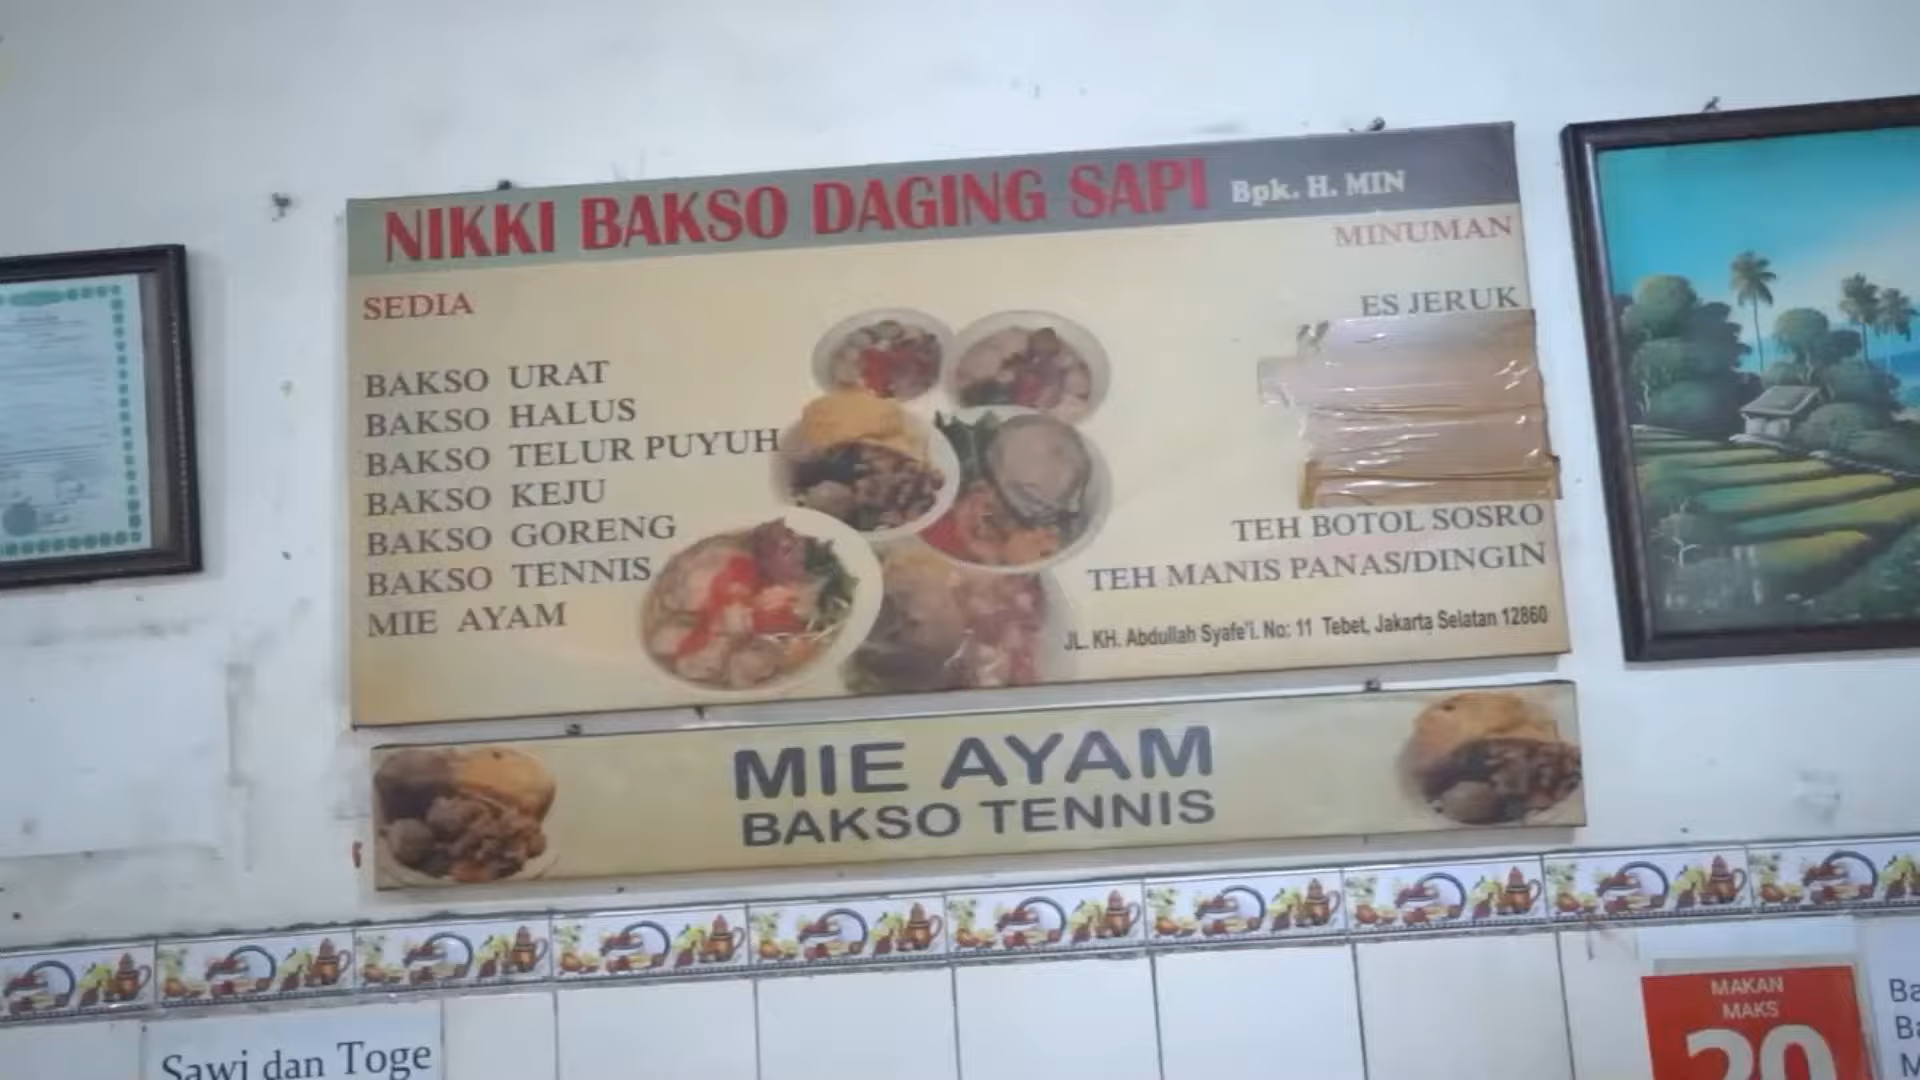 NIKKI BAKSO DAGING SAPI Bpk. H. MIN
SEDIA
BAKSO URAT
BAKSO HALUS
BAKSO TELUR PUYUH
BAKSO KEJU
BAKSO GORENG
BAKSO TENNIS
MIE AYAM
MINUMAN
ES JERUK
TEH BOTOL SOSRO
TEH MANIS PANAS/DINGIN
JL. KH. Abdullah Syafe'i. No: 11 Tebet, Jakarta Selatan 12860
MIE AYAM
BAKSO TENNIS
Sawi dan Toge
MAKAN
MAKS
20